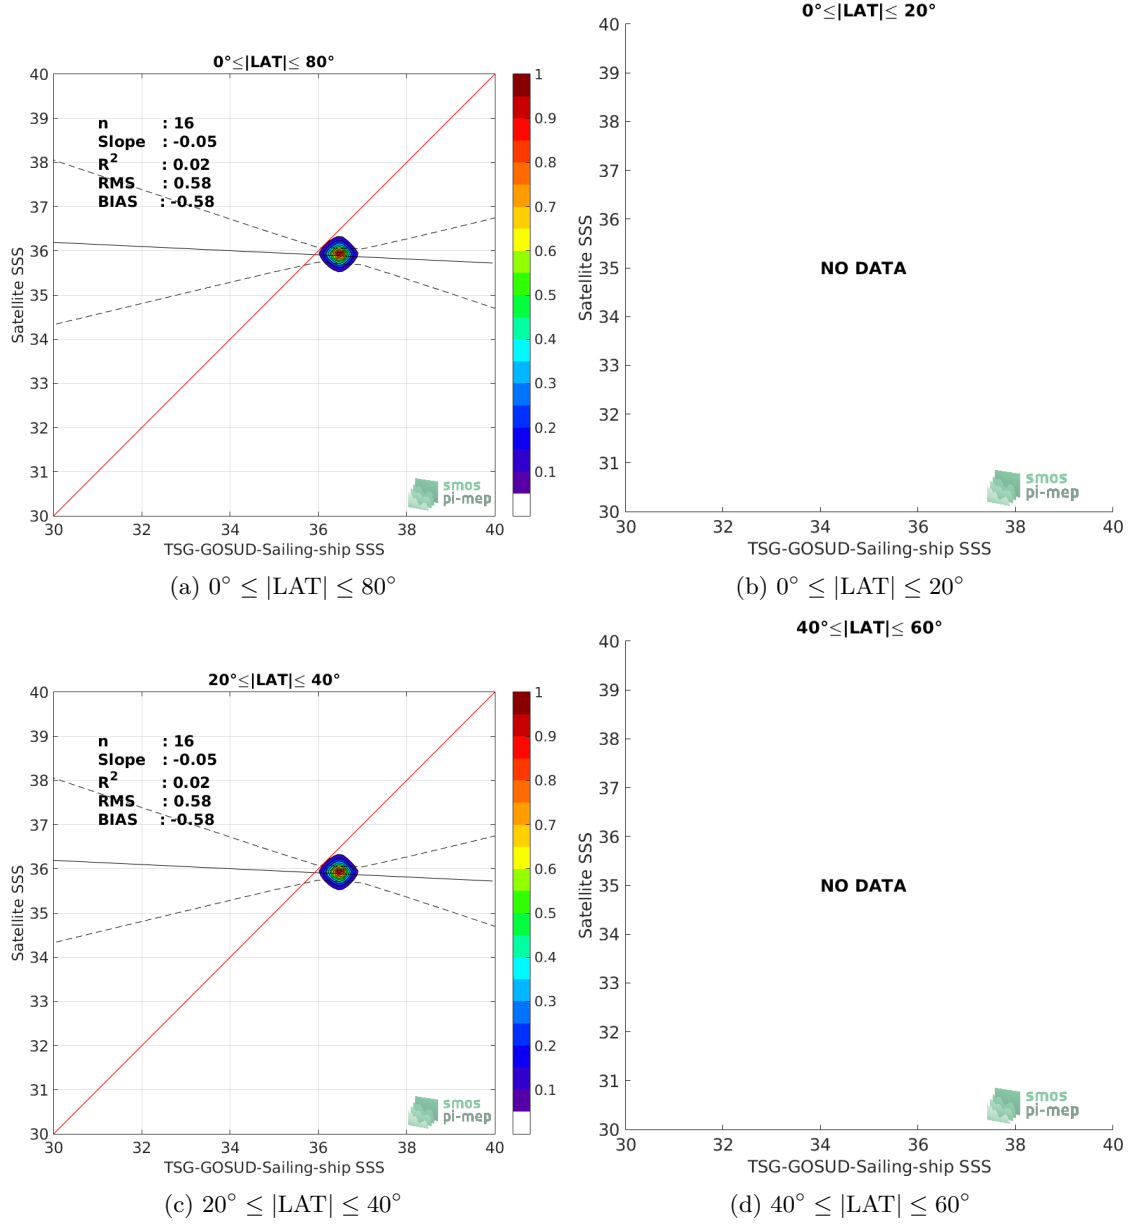 0°≤|LAT|≤ 80°
40
39
38
37
36
35
34
33
32
31
30
Satellite SSS
n : 16
Slope : -0.05
R² : 0.02
RMS : 0.58
BIAS : -0.58
1
0.9
0.8
0.7
0.6
0.5
0.4
0.3
0.2
0.1
smos
pi-mep
30 32 34 36 38 40
TSG-GOSUD-Sailing-ship SSS
(a) 0° ≤ |LAT| ≤ 80°
0°≤|LAT|≤ 20°
40
39
38
37
36
35
34
33
32
31
30
Satellite SSS
NO DATA
smos
pi-mep
30 32 34 36 38 40
TSG-GOSUD-Sailing-ship SSS
(b) 0° ≤ |LAT| ≤ 20°
20°≤|LAT|≤ 40°
40
39
38
37
36
35
34
33
32
31
30
Satellite SSS
n : 16
Slope : -0.05
R² : 0.02
RMS : 0.58
BIAS : -0.58
1
0.9
0.8
0.7
0.6
0.5
0.4
0.3
0.2
0.1
smos
pi-mep
30 32 34 36 38 40
TSG-GOSUD-Sailing-ship SSS
(c) 20° ≤ |LAT| ≤ 40°
40°≤|LAT|≤ 60°
40
39
38
37
36
35
34
33
32
31
30
Satellite SSS
NO DATA
smos
pi-mep
30 32 34 36 38 40
TSG-GOSUD-Sailing-ship SSS
(d) 40° ≤ |LAT| ≤ 60°